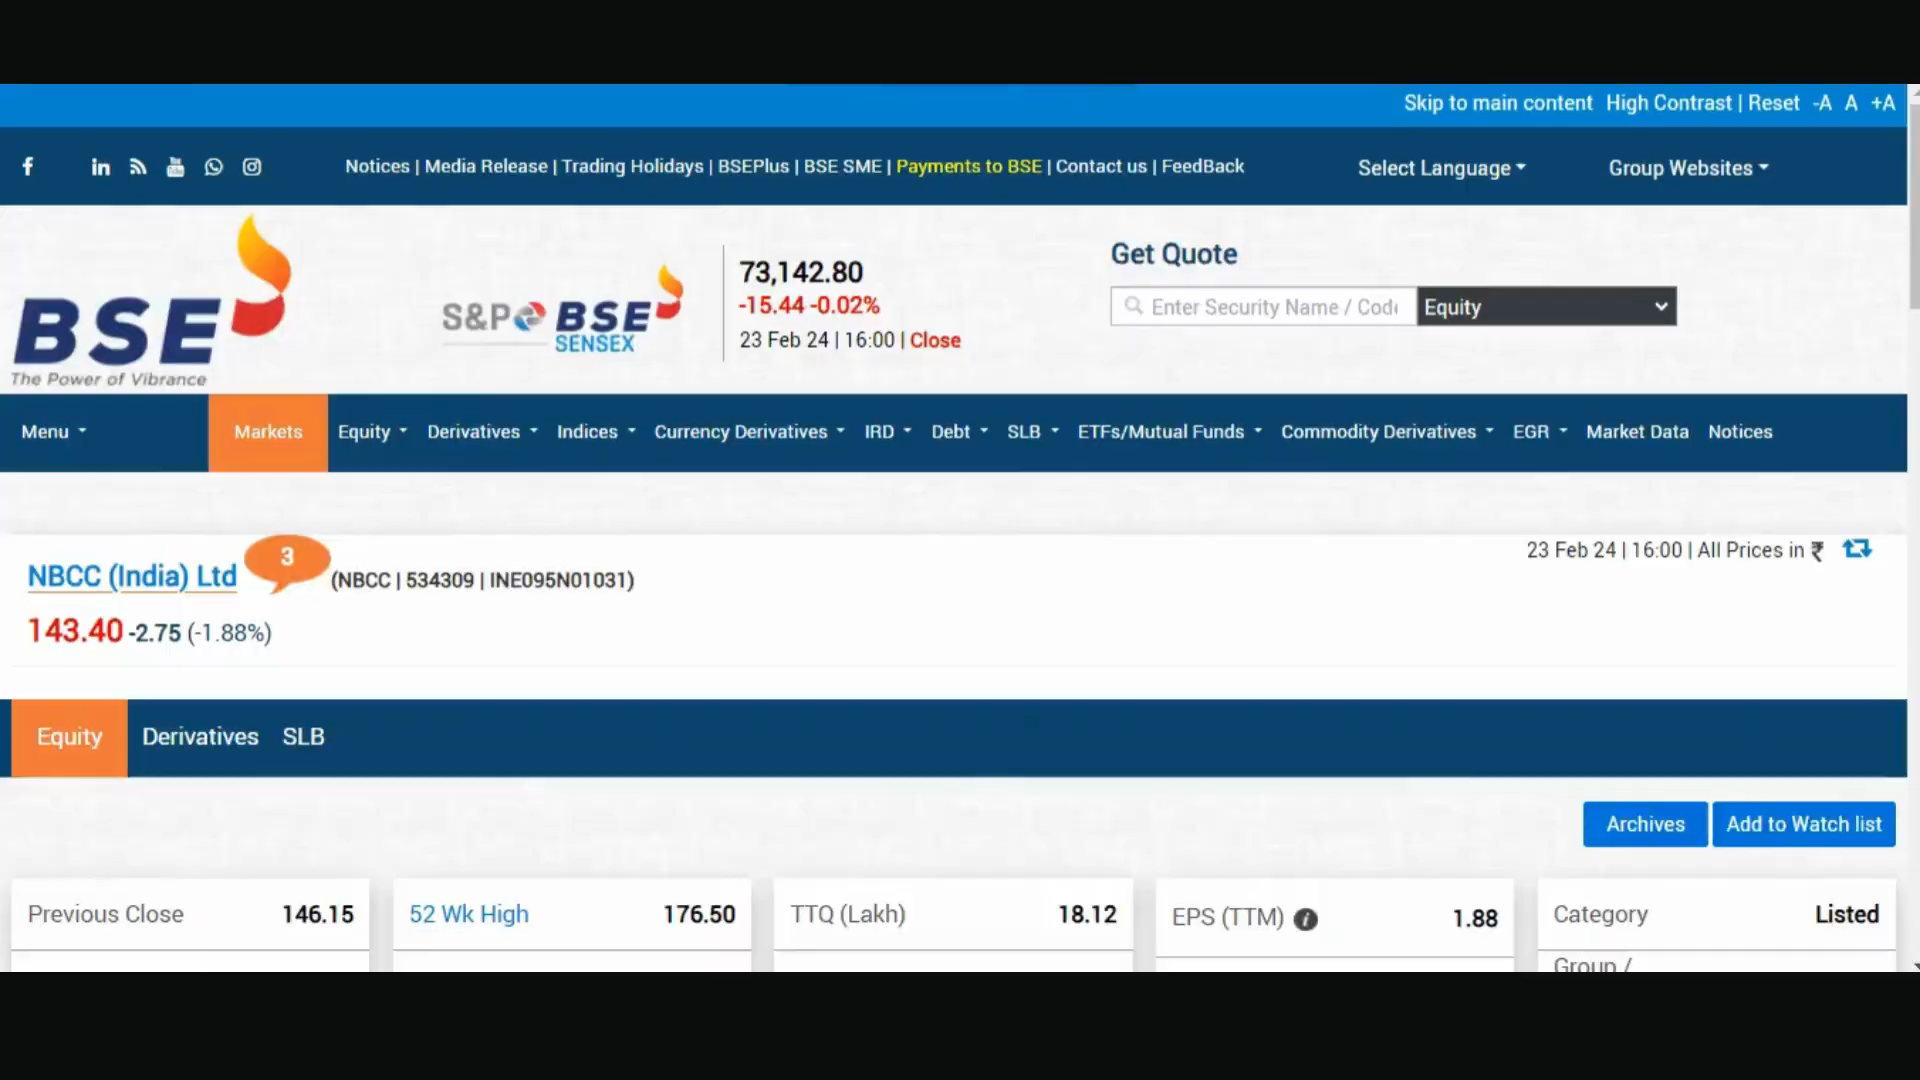 Skip to main content High Contrast | Reset -A A +A
Notices | Media Release | Trading Holidays | BSEPlus | BSE SME | Payments to BSE | Contact us | FeedBack Select Language Group Websites
BSE
The Power of Vibrance
S&P BSE
SENSEX
73,142.80
-15.44 -0.02%
23 Feb 24 | 16:00 | Close
Get Quote
Enter Security Name / Code Equity
Menu Markets Equity Derivatives Indices Currency Derivatives IRD Debt SLB ETFs/Mutual Funds Commodity Derivatives EGR Market Data Notices
23 Feb 24 | 16:00 | All Prices in ₹
NBCC (India) Ltd 3 (NBCC | 534309 | INE095N01031)
143.40 -2.75 (-1.88%)
Equity Derivatives SLB
Archives Add to Watch list
Previous Close 146.15 52 Wk High 176.50 TTQ (Lakh) 18.12 EPS (TTM) 1.88 Category Listed
Group /